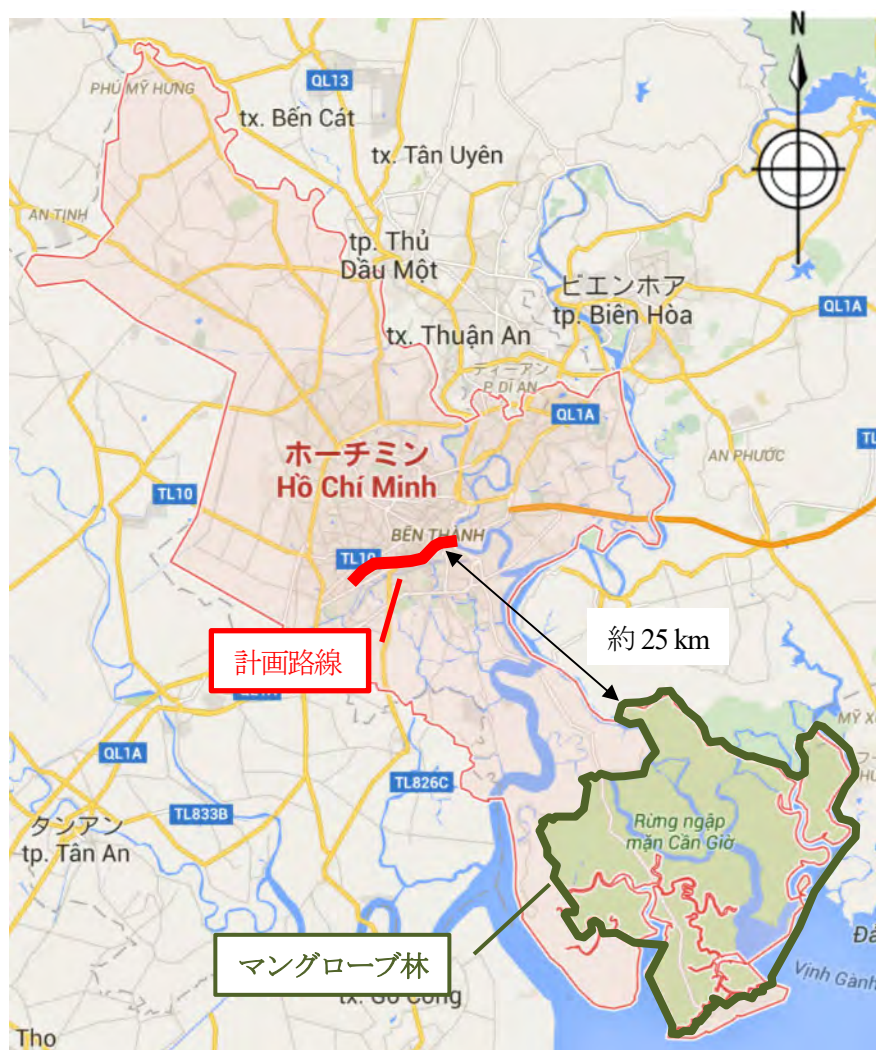 N
PHÚ MỸ HƯNG
QL13
tx. Bến Cát
tx. Tân Uyên
AN TỊNH
tp. Thủ
Dầu Một
ビエンホア
tp. Biên Hòa
QL1A
tx. Thuận An
ディーアン
P. DĨ AN
QL1A
ホーチミン
Hồ Chí Minh
AN PHƯỚC
TL
TL10
BẾN THÀNH
TL10
約 25 km
計画路線
MỸ X
QL1A
TL826C
TL833B
Rừng ngập
mặn Cần Giờ
タンアン
tp. Tân An
マングローブ林
Vịnh Gành
tx. Gò Công
Tho